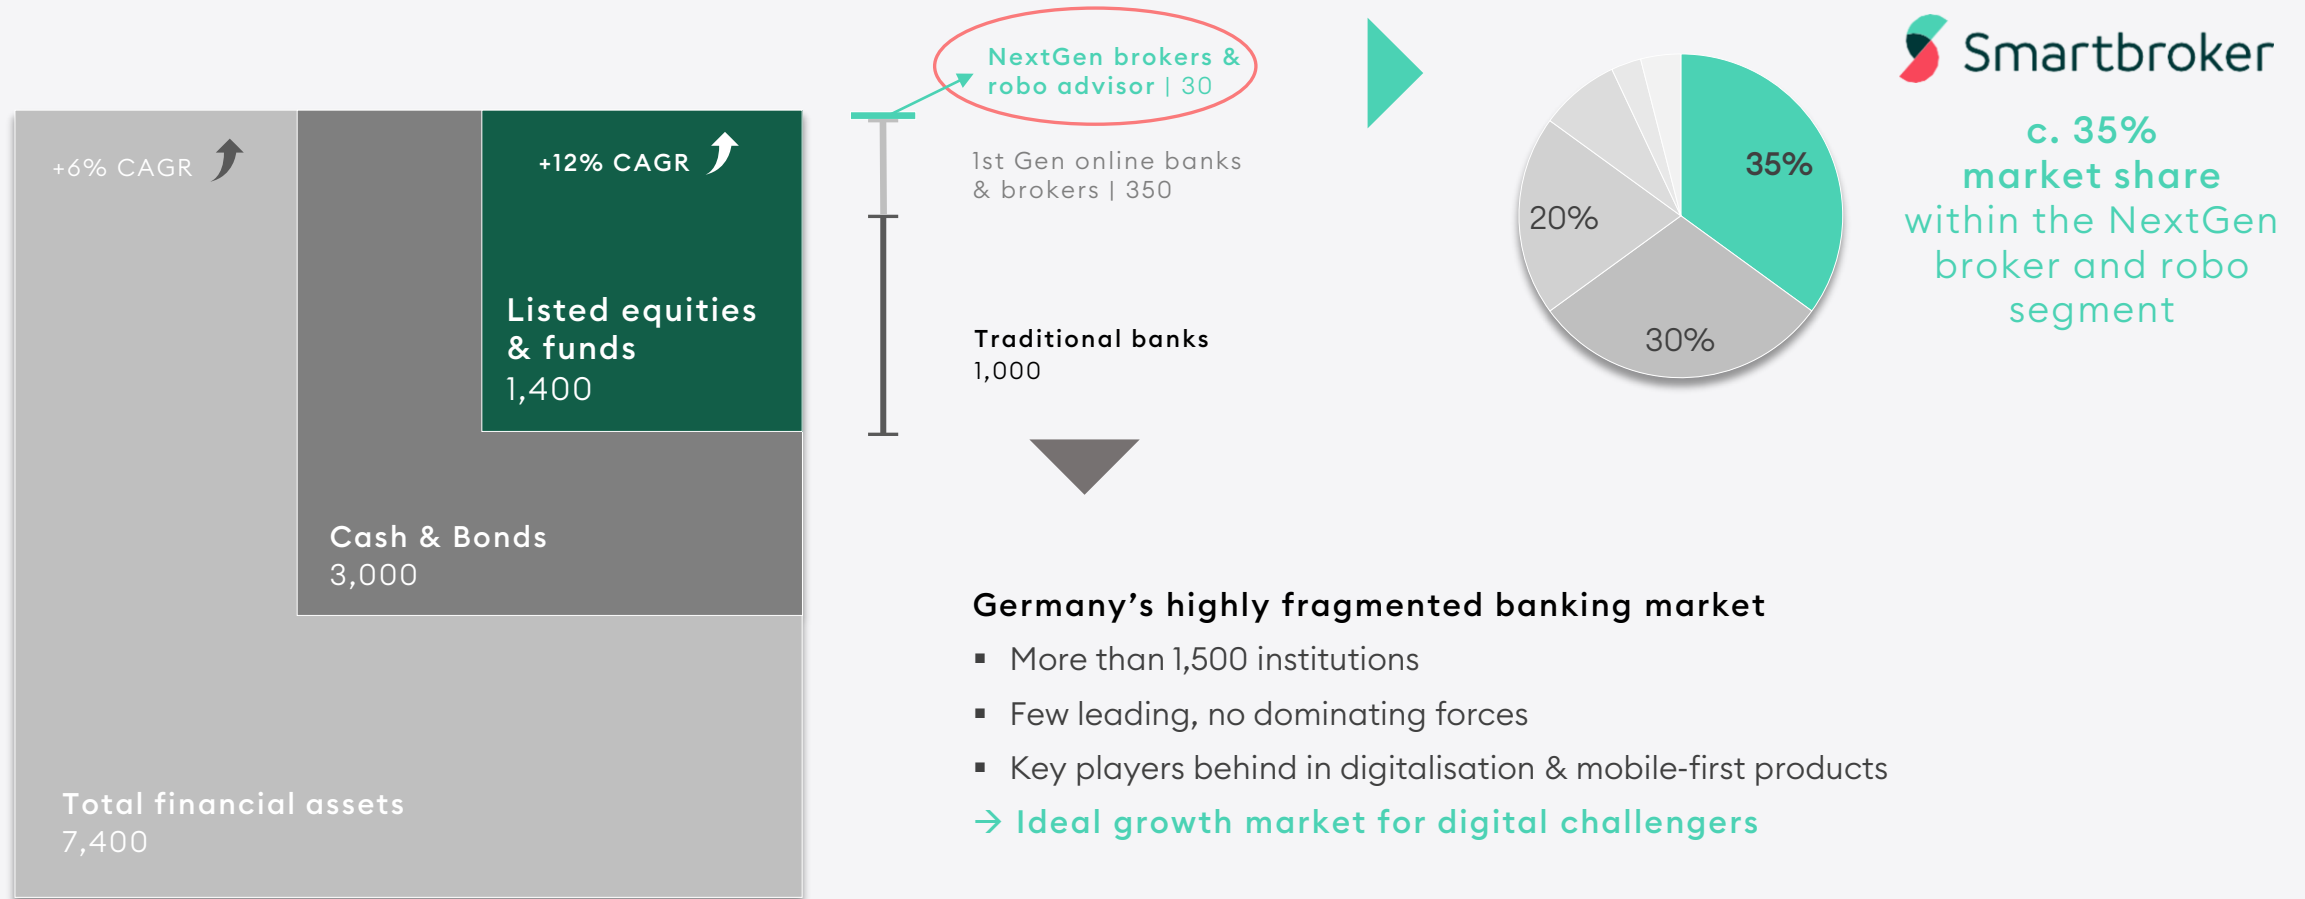 +6% CAGR
+12% CAGR
Listed equities
& funds
1,400
Cash & Bonds
3,000
Total financial assets
7,400
NextGen brokers &
robo advisor | 30
1st Gen online banks
& brokers | 350
Traditional banks
1,000
35%
20%
30%
Smartbroker
c. 35%
market share
within the NextGen
broker and robo
segment
Germany’s highly fragmented banking market
▪ More than 1,500 institutions
▪ Few leading, no dominating forces
▪ Key players behind in digitalisation & mobile-first products
→ Ideal growth market for digital challengers